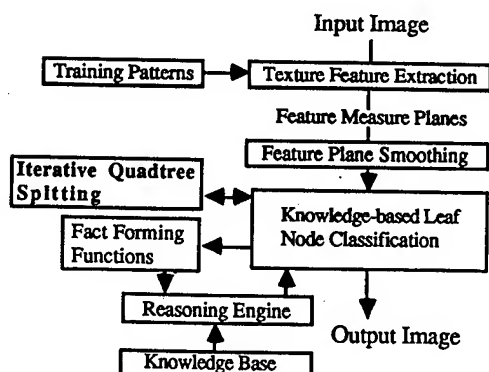 Input Image
Training Patterns
Texture Feature Extraction
Feature Measure Planes
Feature Plane Smoothing
Iterative Quadtree
Spitting
Knowledge-based Leaf
Node Classification
Fact Forming
Functions
Reasoning Engine
Output Image
Knowledge Base